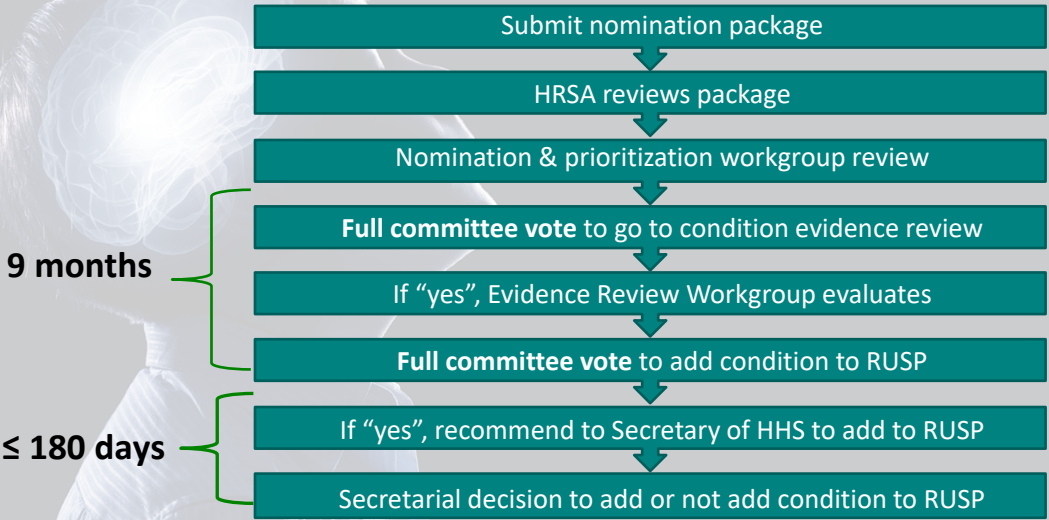 Submit nomination package
HRSA reviews package
Nomination & prioritization workgroup review
Full committee vote to go to condition evidence review
9 months
If “yes”, Evidence Review Workgroup evaluates
Full committee vote to add condition to RUSP
If “yes”, recommend to Secretary of HHS to add to RUSP
≤ 180 days
Secretarial decision to add or not add condition to RUSP